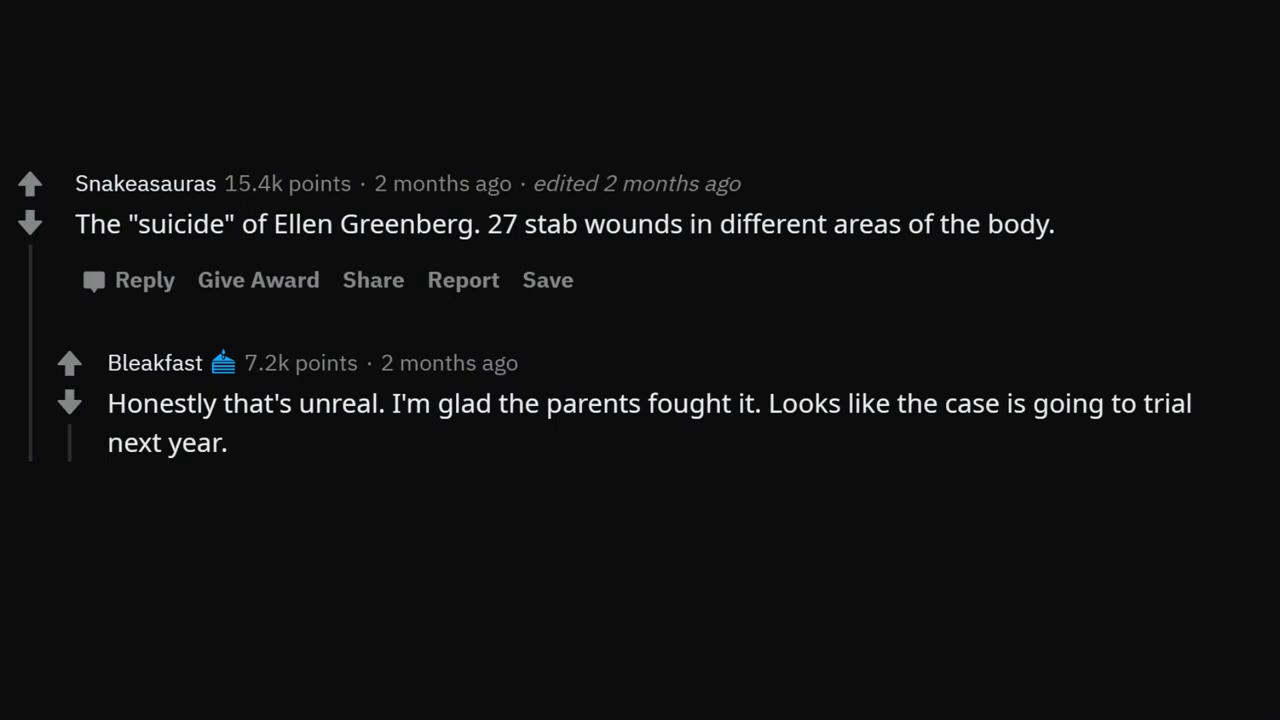 Snakeasauras 15.4k points · 2 months ago · edited 2 months ago
The "suicide" of Ellen Greenberg. 27 stab wounds in different areas of the body.
Reply Give Award Share Report Save
Bleakfast 7.2k points · 2 months ago
Honestly that's unreal. I'm glad the parents fought it. Looks like the case is going to trial
next year.